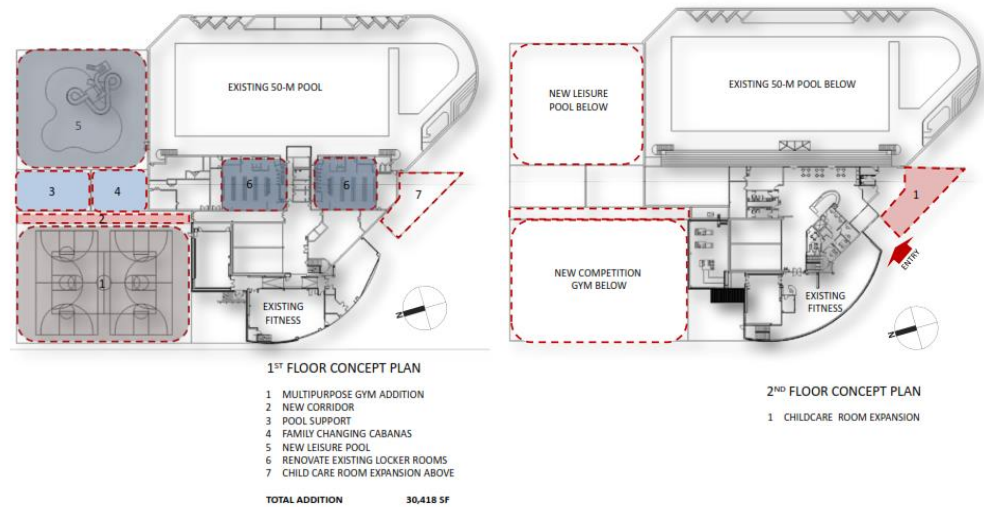 EXISTING 50-M POOL
5
3
4
6
6
7
2
1
EXISTING
FITNESS
N
1ST FLOOR CONCEPT PLAN
1 MULTIPURPOSE GYM ADDITION
2 NEW CORRIDOR
3 POOL SUPPORT
4 FAMILY CHANGING CABANAS
5 NEW LEISURE POOL
6 RENOVATE EXISTING LOCKER ROOMS
7 CHILD CARE ROOM EXPANSION ABOVE
TOTAL ADDITION 30,418 SF
NEW LEISURE
POOL BELOW
EXISTING 50-M POOL BELOW
1
ENTRY
NEW COMPETITION
GYM BELOW
EXISTING
FITNESS
N
2ND FLOOR CONCEPT PLAN
1 CHILDCARE ROOM EXPANSION